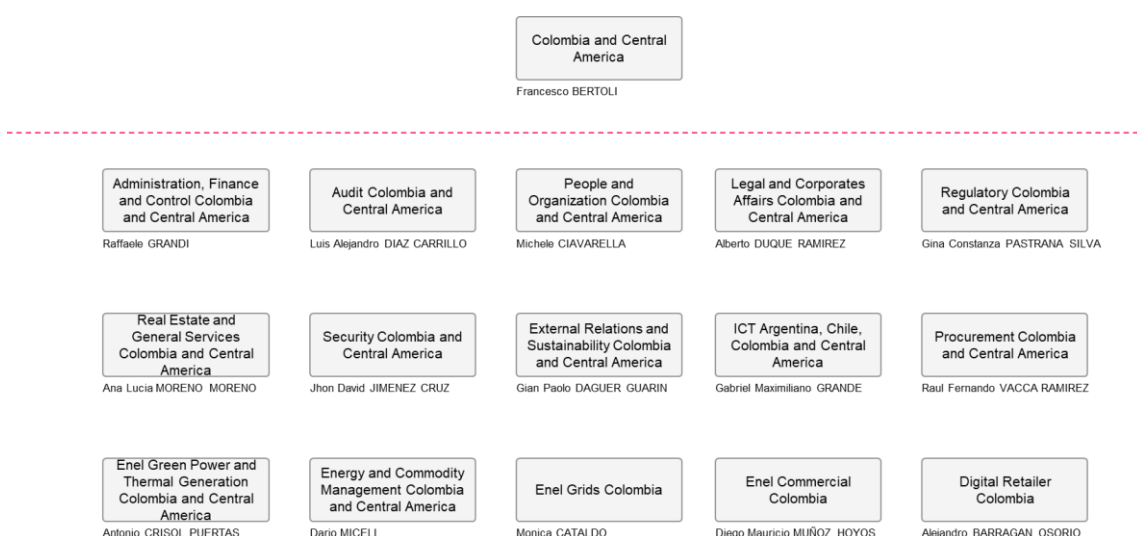 Colombia and Central
America
Francesco BERTOLI
Administration, Finance
and Control Colombia
and Central America
Raffaele GRANDI
Audit Colombia and
Central America
Luis Alejandro DIAZ CARRILLO
People and
Organization Colombia
and Central America
Michele CIAVARELLA
Legal and Corporates
Affairs Colombia and
Central America
Alberto DUQUE RAMIREZ
Regulatory Colombia
and Central America
Gina Constanza PASTRANA SILVA
Real Estate and
General Services
Colombia and Central
America
Ana Lucia MORENO MORENO
Security Colombia and
Central America
Jhon David JIMENEZ CRUZ
External Relations and
Sustainability Colombia
and Central America
Gian Paolo DAGUER GUARIN
ICT Argentina, Chile,
Colombia and Central
America
Gabriel Maximiliano GRANDE
Procurement Colombia
and Central America
Raul Fernando VACCA RAMIREZ
Enel Green Power and
Thermal Generation
Colombia and Central
America
Antonio CRISOL PUERTAS
Energy and Commodity
Management Colombia
and Central America
Dario MICELI
Enel Grids Colombia
Monica CATALDO
Enel Commercial
Colombia
Diego Mauricio MUÑOZ HOYOS
Digital Retailer
Colombia
Alejandro BARRAGAN OSORIO